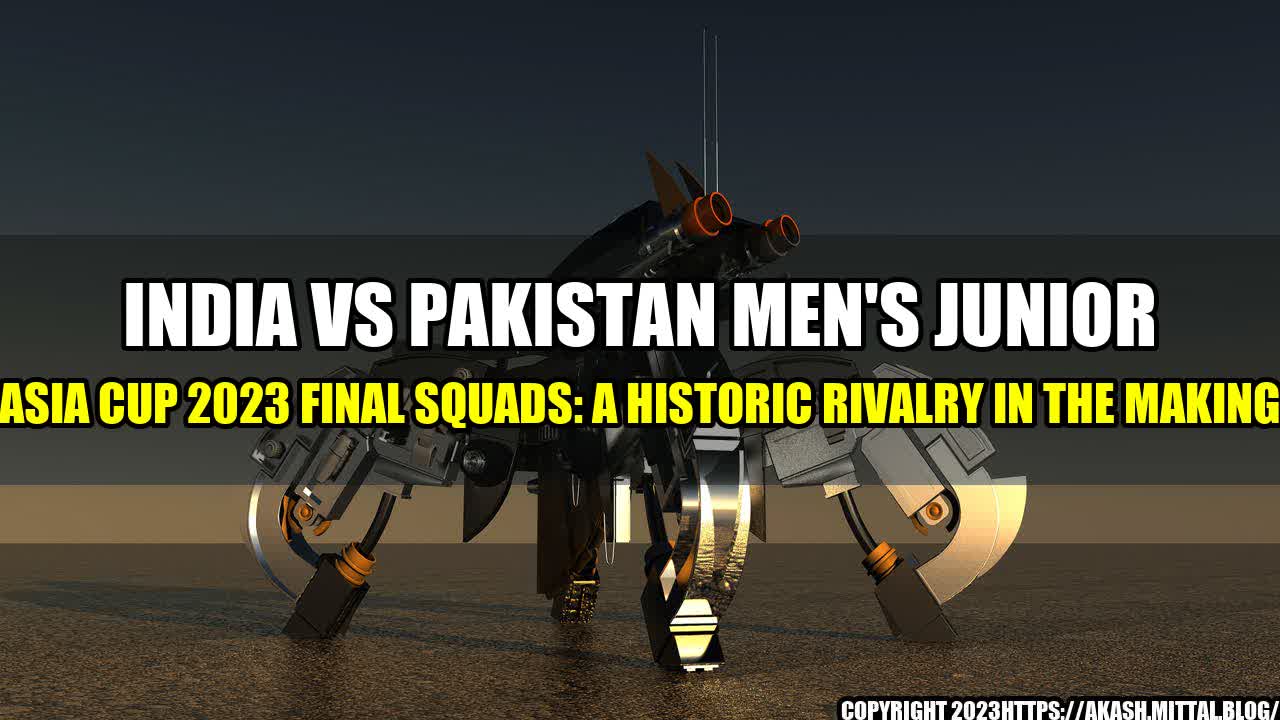 INDIA VS PAKISTAN MEN'S JUNIOR
ASIA CUP 2023 FINAL SQUADS: A HISTORIC RIVALRY IN THE MAKING
COPYRIGHT 2023HTTPS://AKASH.MITTAL.BLOG/